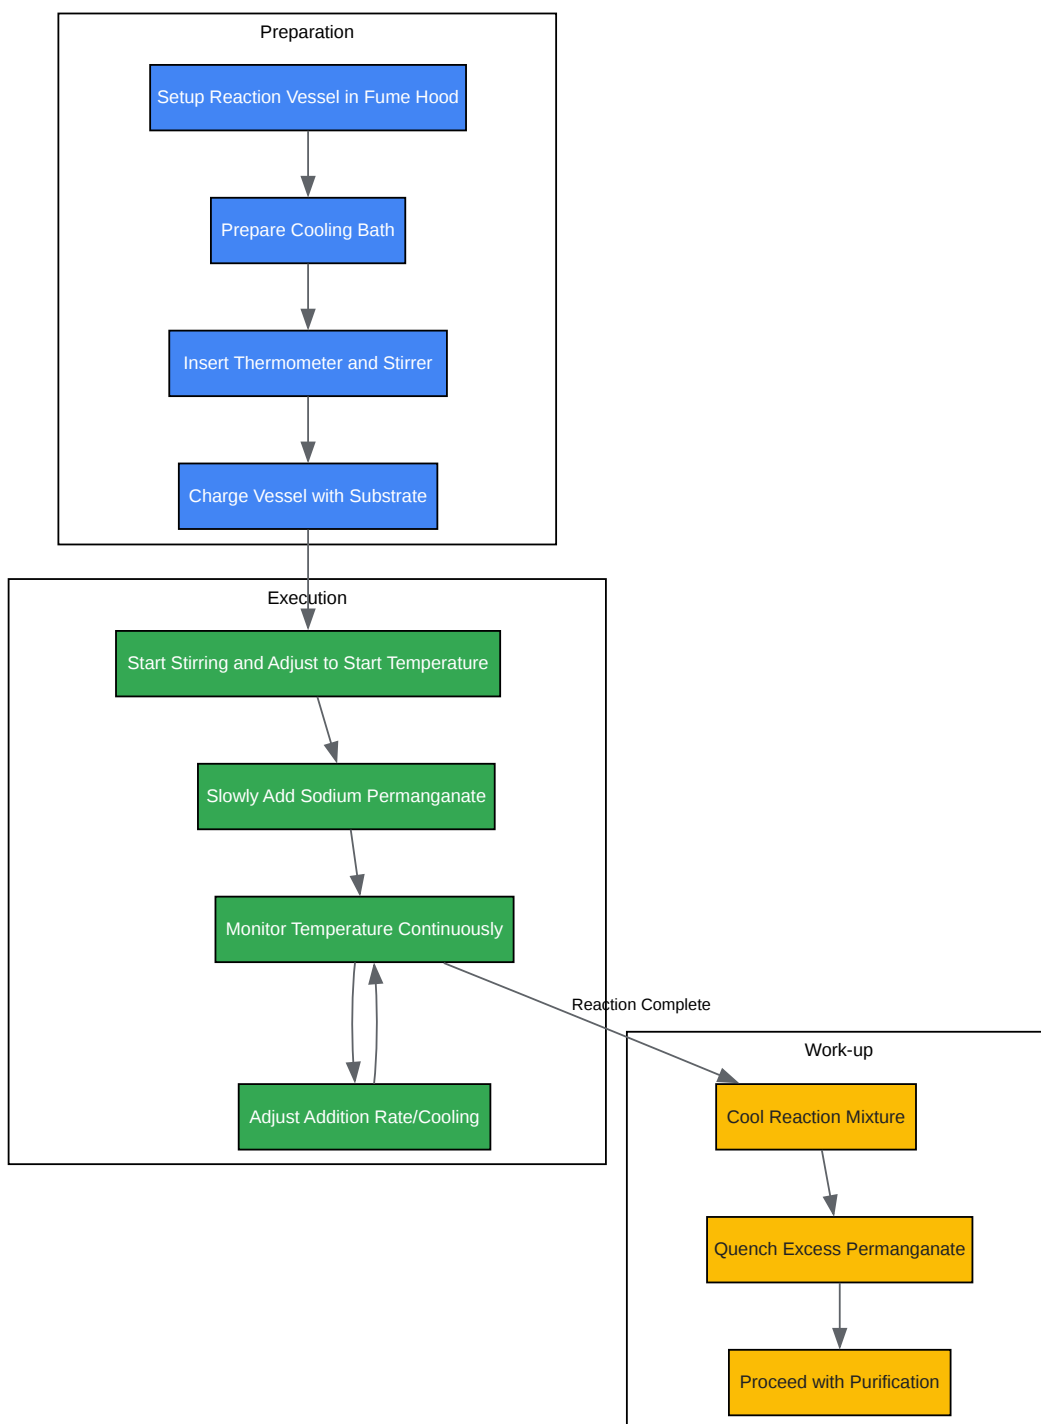 Preparation
Setup Reaction Vessel in Fume Hood
Prepare Cooling Bath
Insert Thermometer and Stirrer
Charge Vessel with Substrate
Execution
Start Stirring and Adjust to Start Temperature
Slowly Add Sodium Permanganate
Monitor Temperature Continuously
Reaction Complete
Adjust Addition Rate/Cooling
Work-up
Cool Reaction Mixture
Quench Excess Permanganate
Proceed with Purification